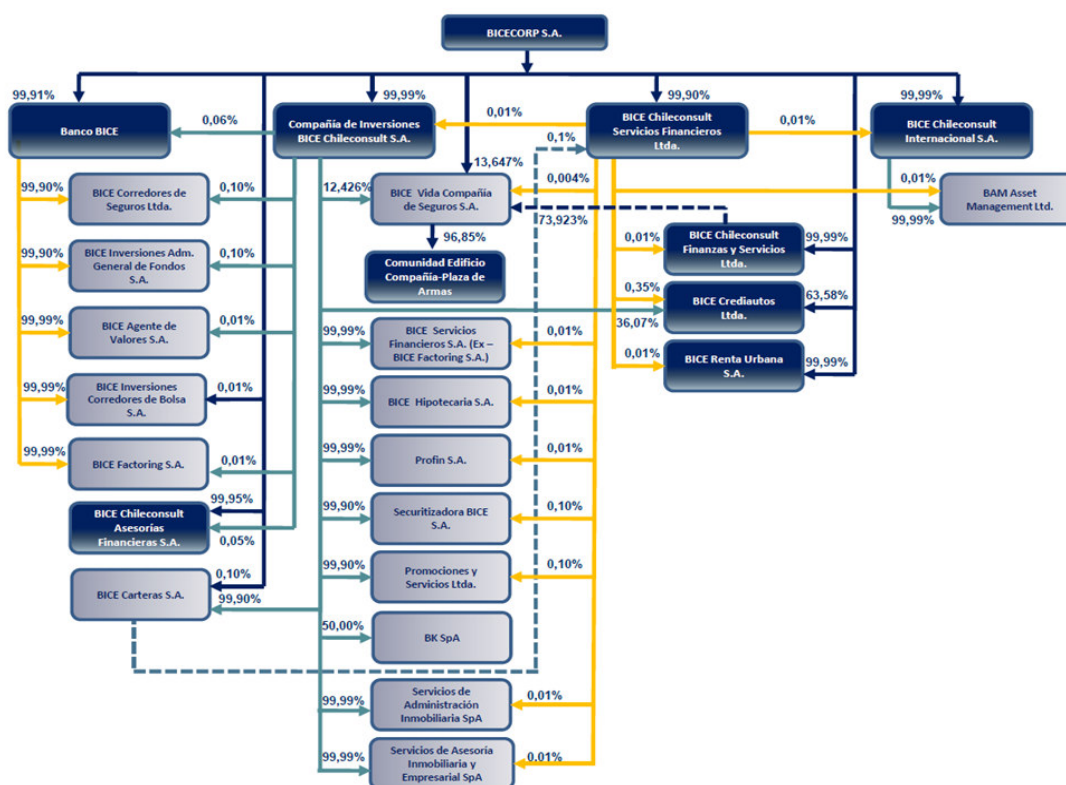 BICECORP S.A.
99,91%
99,99%
99,90%
99,99%
Banco BICE
0,06%
Compañía de Inversiones
BICE Chileconsult S.A.
0,01%
BICE Chileconsult
Servicios Financieros
Ltda.
0,01%
BICE Chileconsult
Internacional S.A.
0,1%
13,647%
99,90%
BICE Corredores de
Seguros Ltda.
0,10%
12,426%
BICE Vida Compañía
de Seguros S.A.
0,004%
0,01%
BAM Asset
Management Ltd.
99,99%
73,923%
96,85%
99,90%
BICE Inversiones Adm.
General de Fondos
S.A.
0,10%
Comunidad Edificio
Compañía-Plaza de
Armas
0,01%
BICE Chileconsult
Finanzas y Servicios
Ltda.
99,99%
0,35%
BICE Crediautos
Ltda.
63,58%
36,07%
99,99%
BICE Agente de
Valores S.A.
0,01%
99,99%
BICE Servicios
Financieros S.A. (Ex –
BICE Factoring S.A.)
0,01%
0,01%
BICE Renta Urbana
S.A.
99,99%
99,99%
BICE Inversiones
Corredores de Bolsa
S.A.
0,01%
99,99%
BICE Hipotecaria S.A.
0,01%
99,99%
BICE Factoring S.A.
0,01%
99,99%
Profin S.A.
0,01%
99,95%
BICE Chileconsult
Asesorías
Financieras S.A.
0,05%
99,90%
Securitizadora BICE
S.A.
0,10%
0,10%
BICE Carteras S.A.
99,90%
99,90%
Promociones y
Servicios Ltda.
0,10%
50,00%
BK SpA
99,99%
Servicios de
Administración
Inmobiliaria SpA
0,01%
99,99%
Servicios de Asesoría
Inmobiliaria y
Empresarial SpA
0,01%